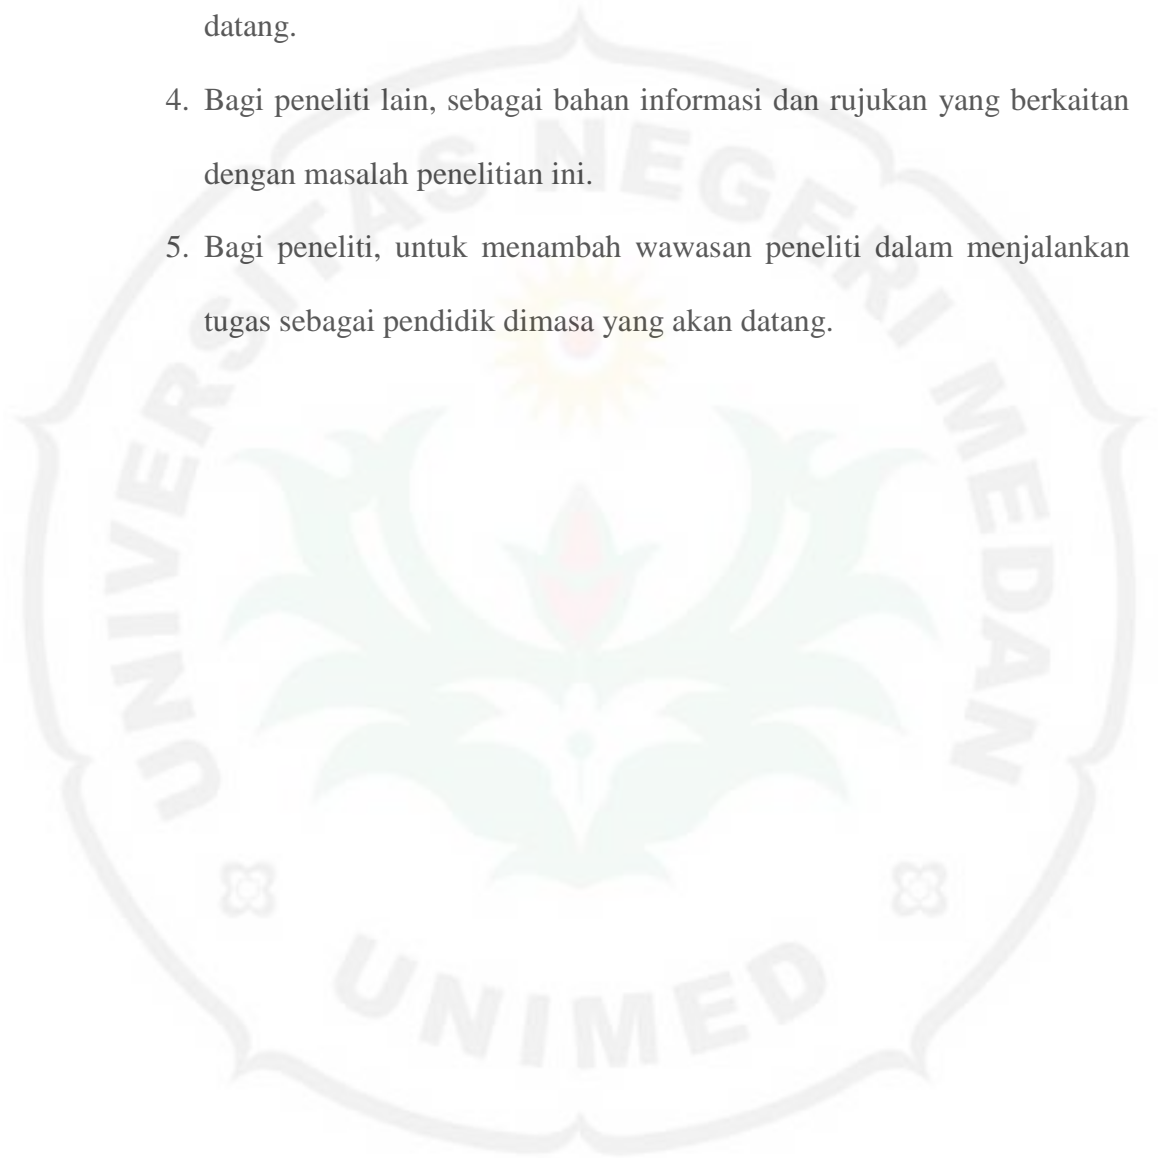 datang.
4. Bagi peneliti lain, sebagai bahan informasi dan rujukan yang berkaitan
dengan masalah penelitian ini.
5. Bagi peneliti, untuk menambah wawasan peneliti dalam menjalankan
tugas sebagai pendidik dimasa yang akan datang.
UNIVERSITAS NEGERI MEDAN
UNIMED